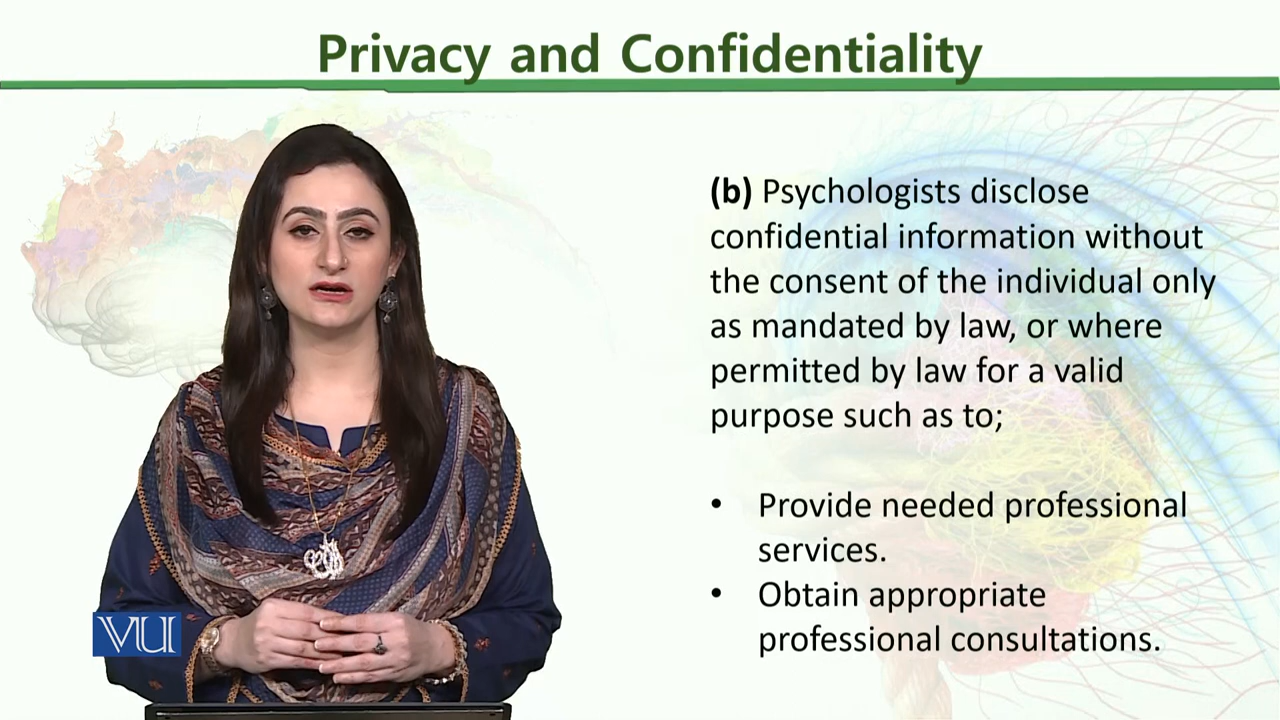 Privacy and Confidentiality
(b) Psychologists disclose
confidential information without
the consent of the individual only
as mandated by law, or where
permitted by law for a valid
purpose such as to;
• Provide needed professional
services.
• Obtain appropriate
professional consultations.
VU